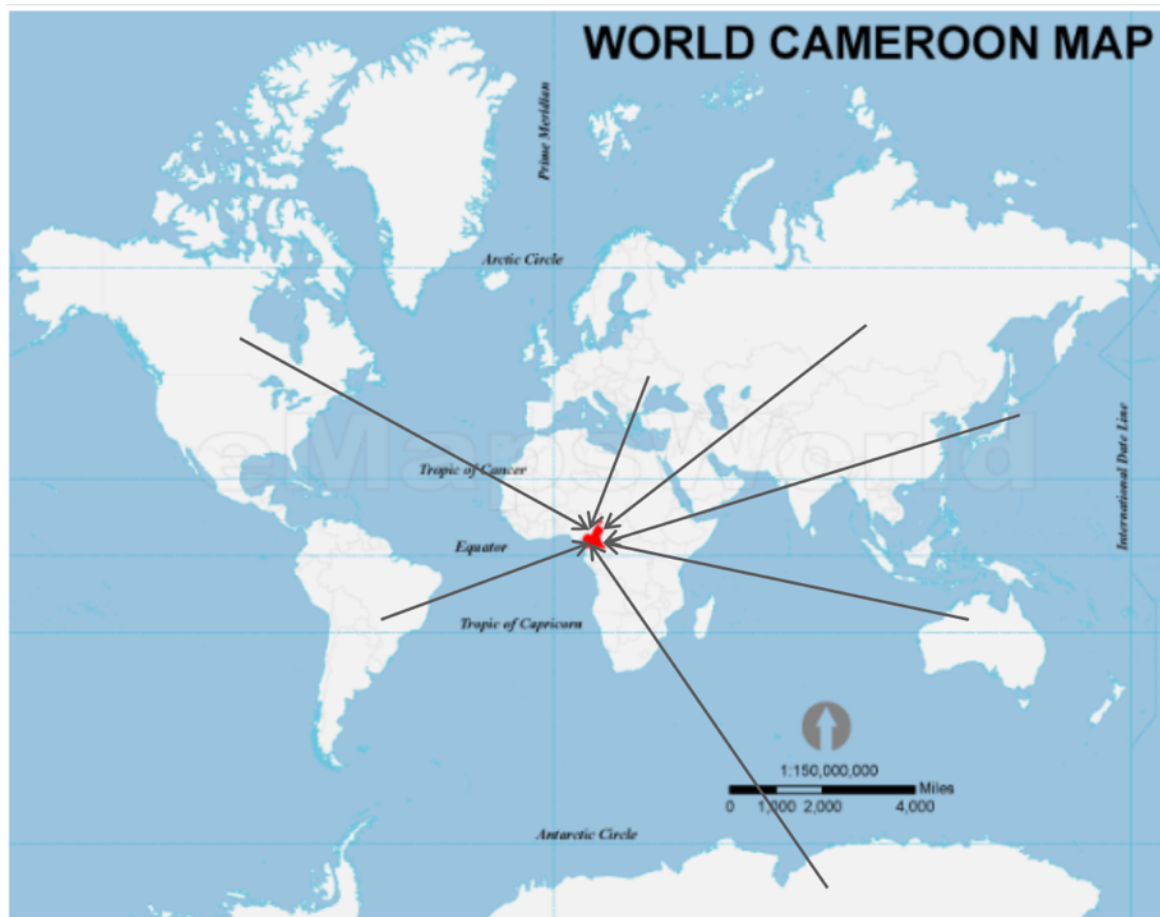 WORLD CAMEROON MAP
Prime Meridian
Arctic Circle
eMapsWorld
Tropic of Cancer
International Date Line
Equator
Tropic of Capricorn
1:150,000,000
Miles
0 1,000 2,000 4,000
Antarctic Circle